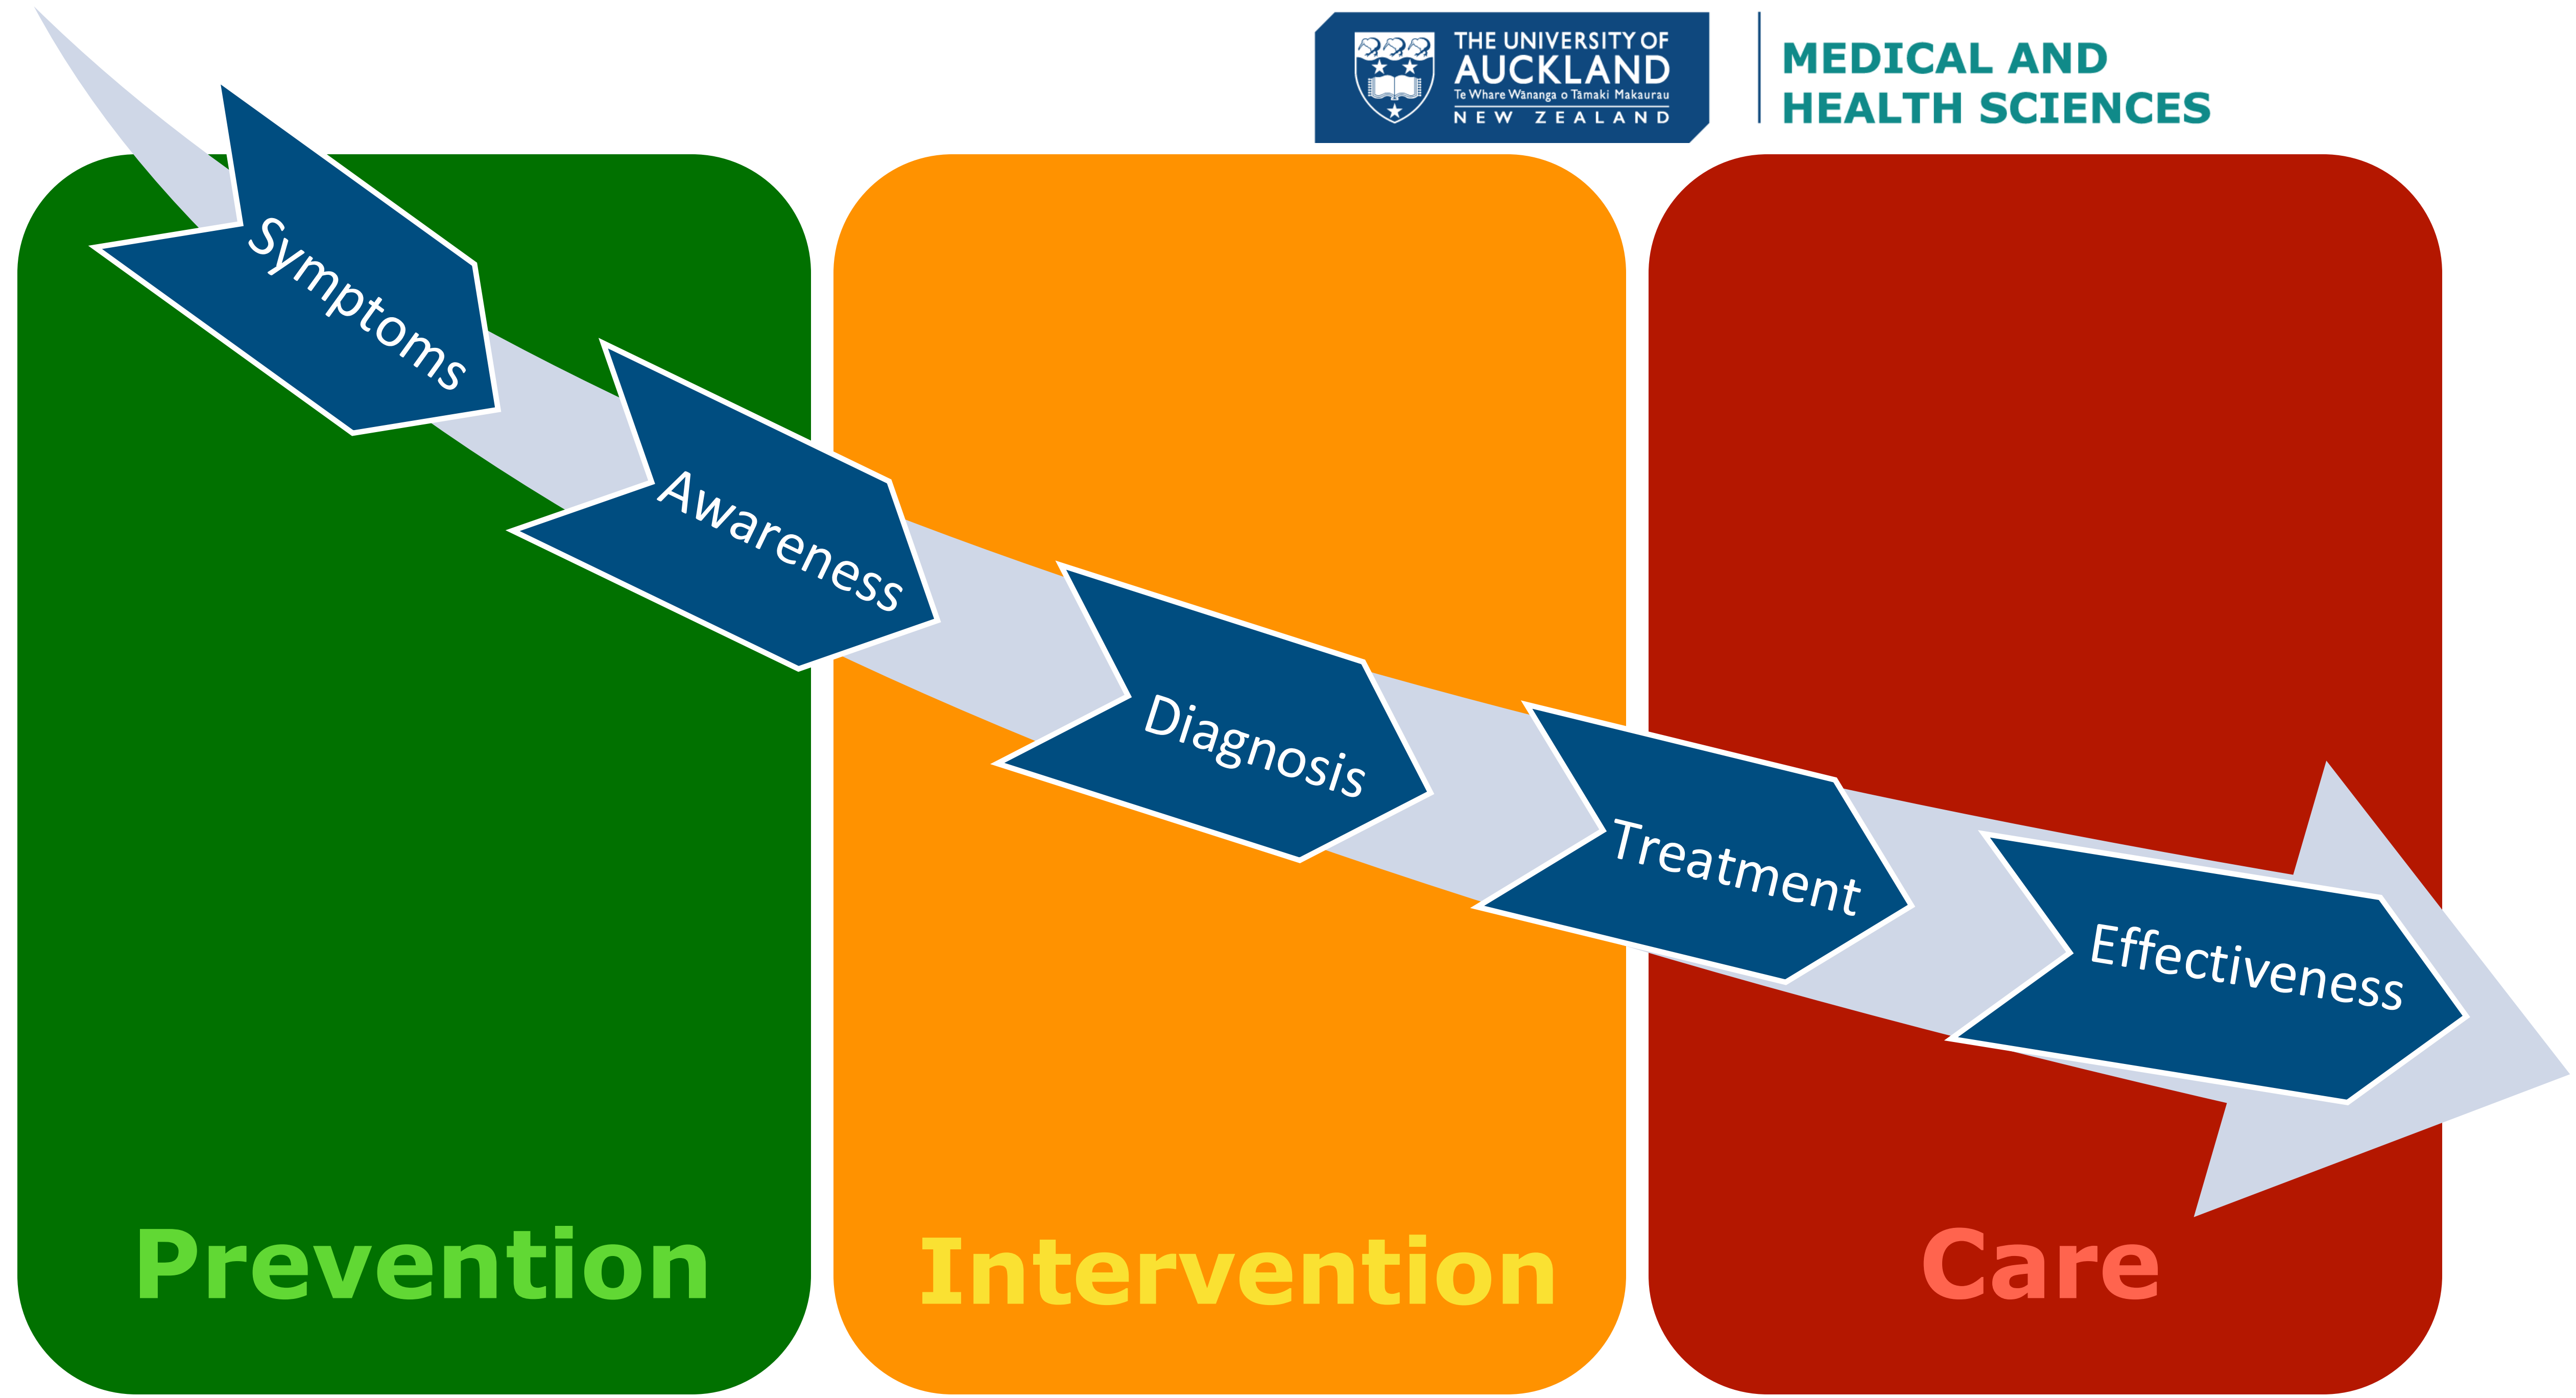 THE UNIVERSITY OF
AUCKLAND
Te Whare Wānanga o Tāmaki Makaurau
NEW ZEALAND
MEDICAL AND
HEALTH SCIENCES
Symptoms
Awareness
Diagnosis
Treatment
Effectiveness
Prevention
Intervention
Care